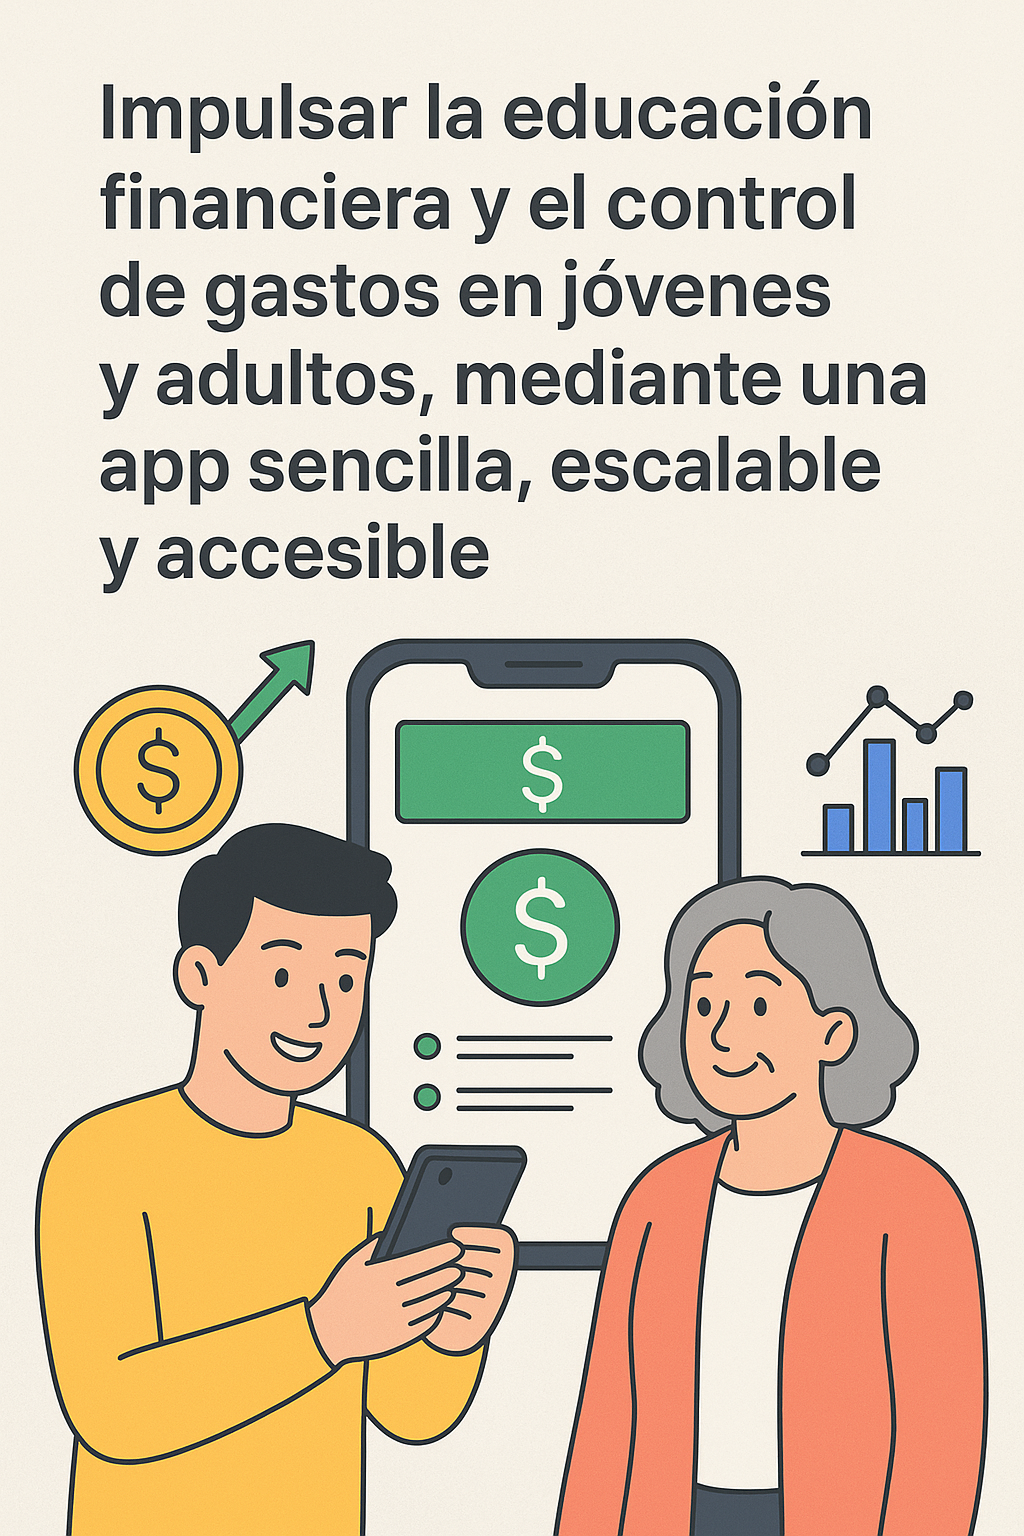 Impulsar la educación
financiera y el control
de gastos en jóvenes
y adultos, mediante una
app sencilla, escalable
y accesible
$
$
$